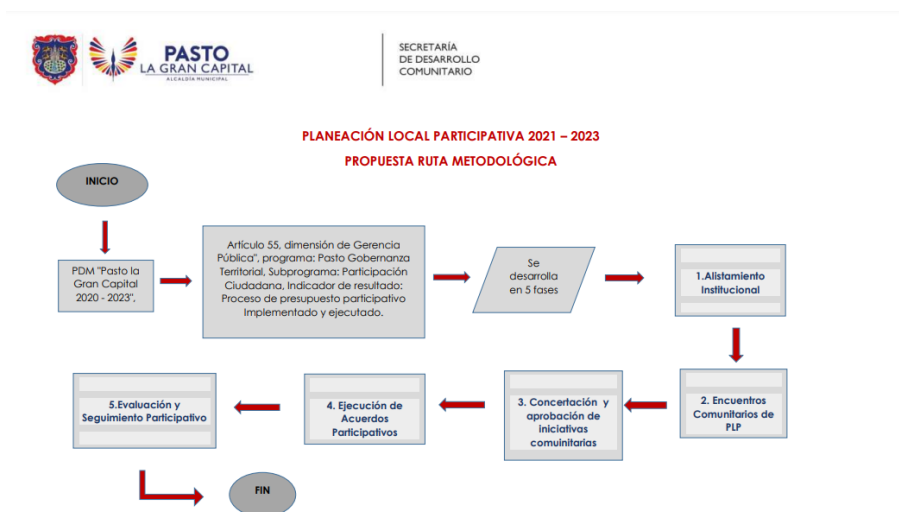 PASTO
LA GRAN CAPITAL
ALCALDÍA MUNICIPAL
SECRETARÍA
DE DESARROLLO
COMUNITARIO
PLANEACIÓN LOCAL PARTICIPATIVA 2021 – 2023
PROPUESTA RUTA METODOLÓGICA
INICIO
PDM "Pasto la
Gran Capital
2020 - 2023",
Artículo 55, dimensión de Gerencia
Pública", programa: Pasto Gobernanza
Territorial, Subprograma: Participación
Ciudadana, Indicador de resultado:
Proceso de presupuesto participativo
Implementado y ejecutado.
Se
desarrolla
en 5 fases
1.Alistamiento
Institucional
2. Encuentros
Comunitarios de
PLP
3. Concertación y
aprobación de
iniciativas
comuinitarias
4. Ejecución de
Acuerdos
Participativos
5.Evaluación y
Seguimiento Participativo
FIN